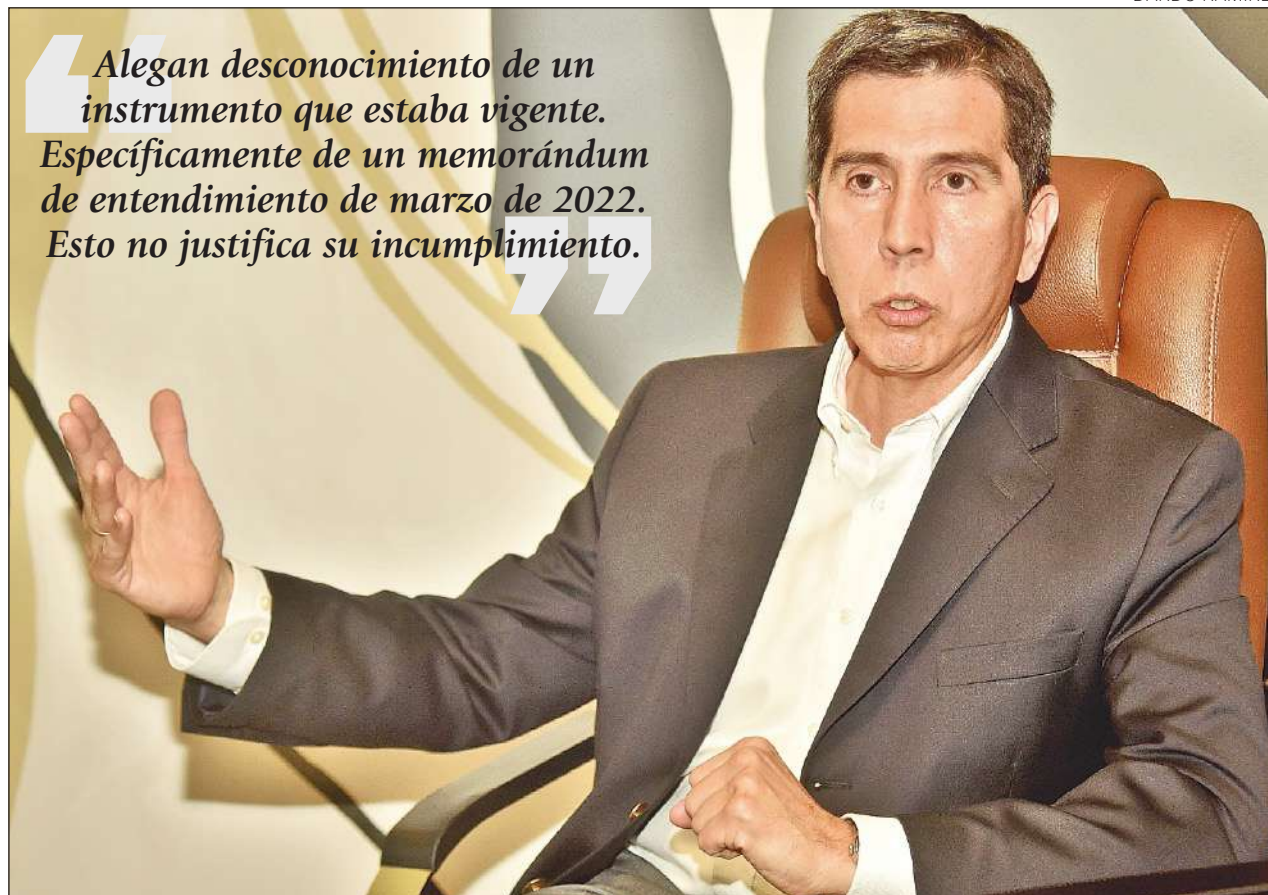 “Alegan desconocimiento de un
instrumento que estaba vigente.
Específicamente de un memorándum
de entendimiento de marzo de 2022.
Esto no justifica su incumplimiento.”